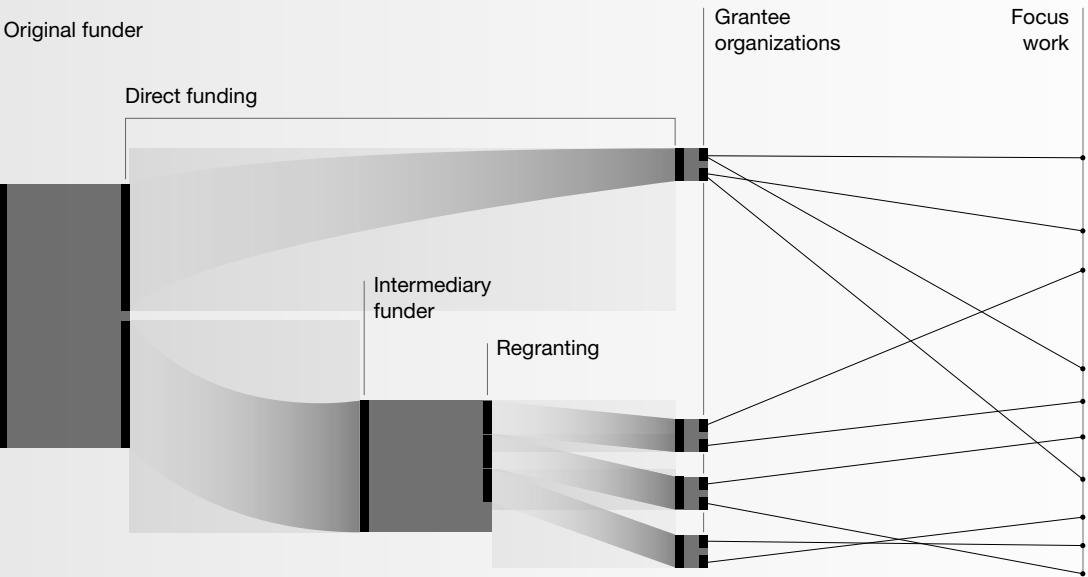 Original funder
Grantee
organizations
Focus
work
Direct funding
Intermediary
funder
Regranting